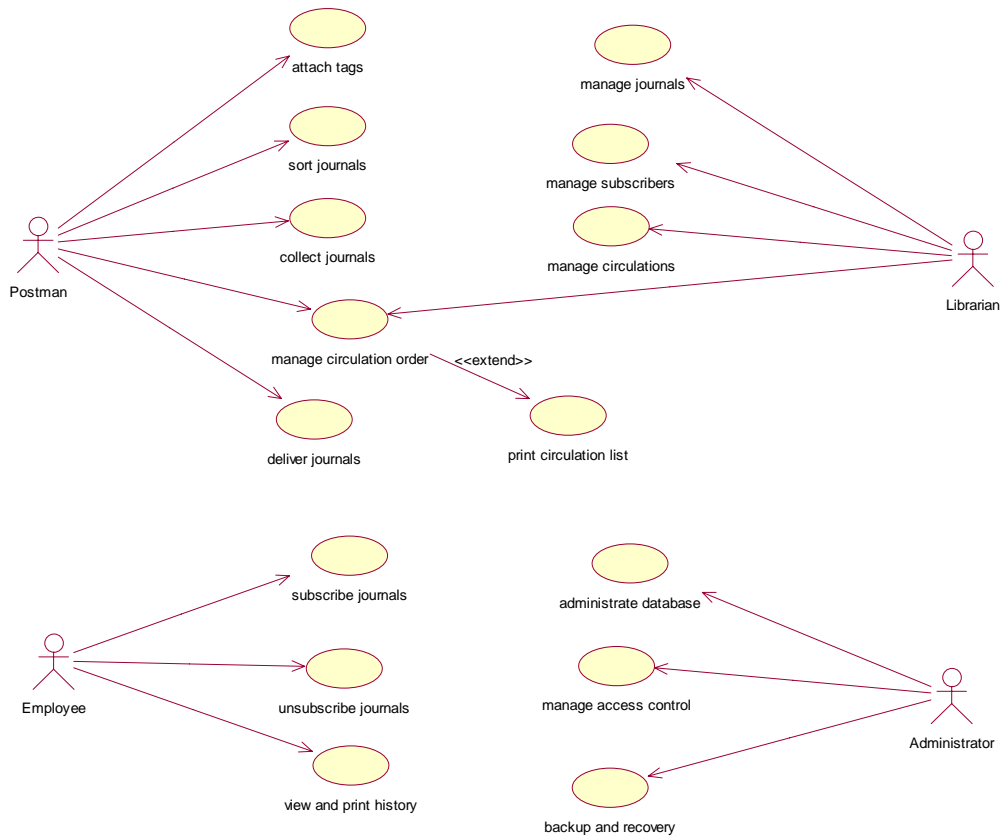 attach tags
manage journals
sort journals
manage subscribers
collect journals
manage circulations
Postman
Librarian
manage circulation order
<<extend>>
deliver journals
print circulation list
subscribe journals
administrate database
Employee
unsubscribe journals
manage access control
Administrator
view and print history
backup and recovery